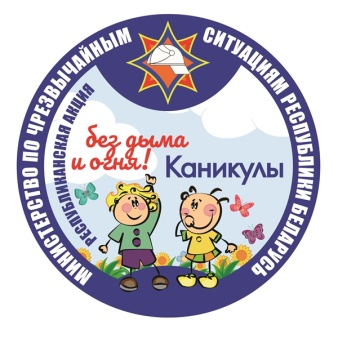 МИНИСТЕРСТВО ПО ЧРЕЗВЫЧАЙНЫМ СИТУАЦИЯМ РЕСПУБЛИКИ БЕЛАРУСЬ
РЕСПУБЛИКАНСКАЯ АКЦИЯ
без дыма
и огня!
Каникулы